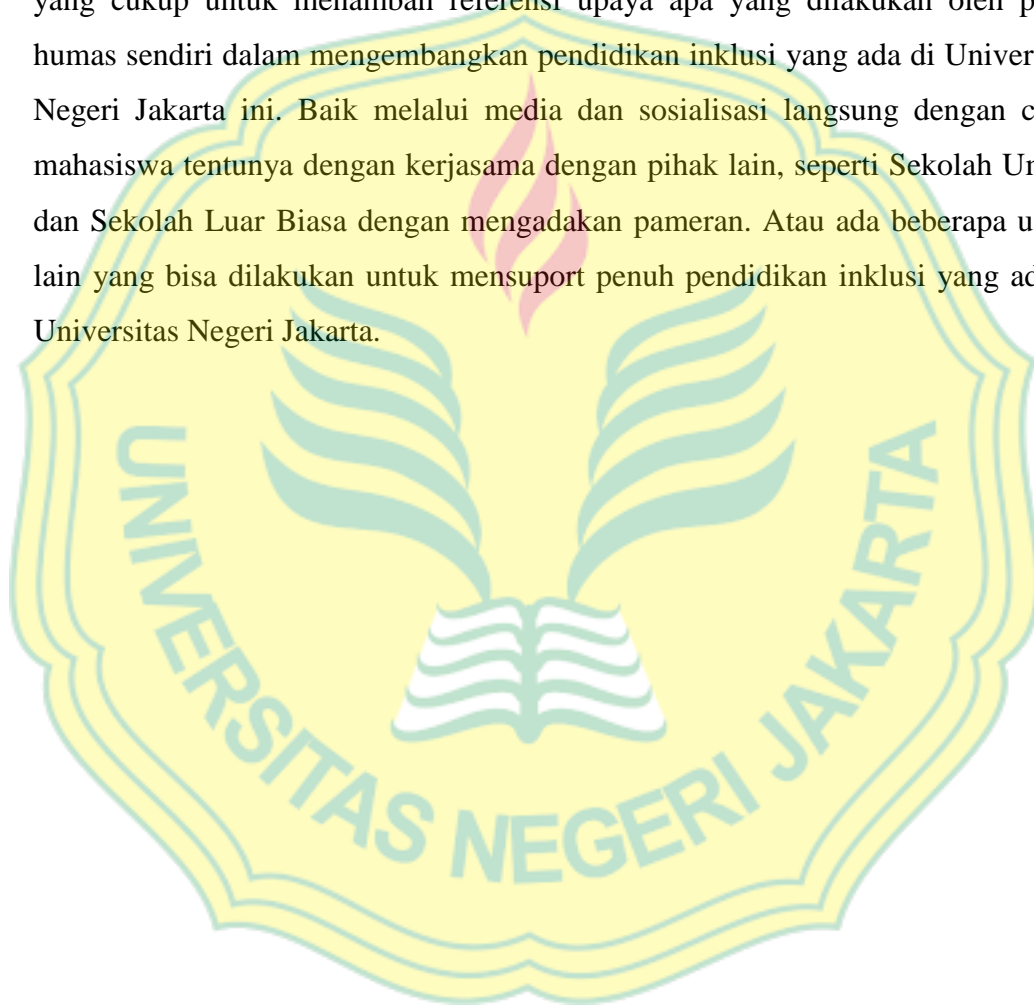 yang cukup untuk menambah referensi upaya apa yang dilakukan oleh p
humas sendiri dalam mengembangkan pendidikan inklusi yang ada di Univer
Negeri Jakarta ini. Baik melalui media dan sosialisasi langsung dengan c
mahasiswa tentunya dengan kerjasama dengan pihak lain, seperti Sekolah Un
dan Sekolah Luar Biasa dengan mengadakan pameran. Atau ada beberapa u
lain yang bisa dilakukan untuk mensuport penuh pendidikan inklusi yang ad
Universitas Negeri Jakarta.
UNIVERSITAS NEGERI JAKARTA